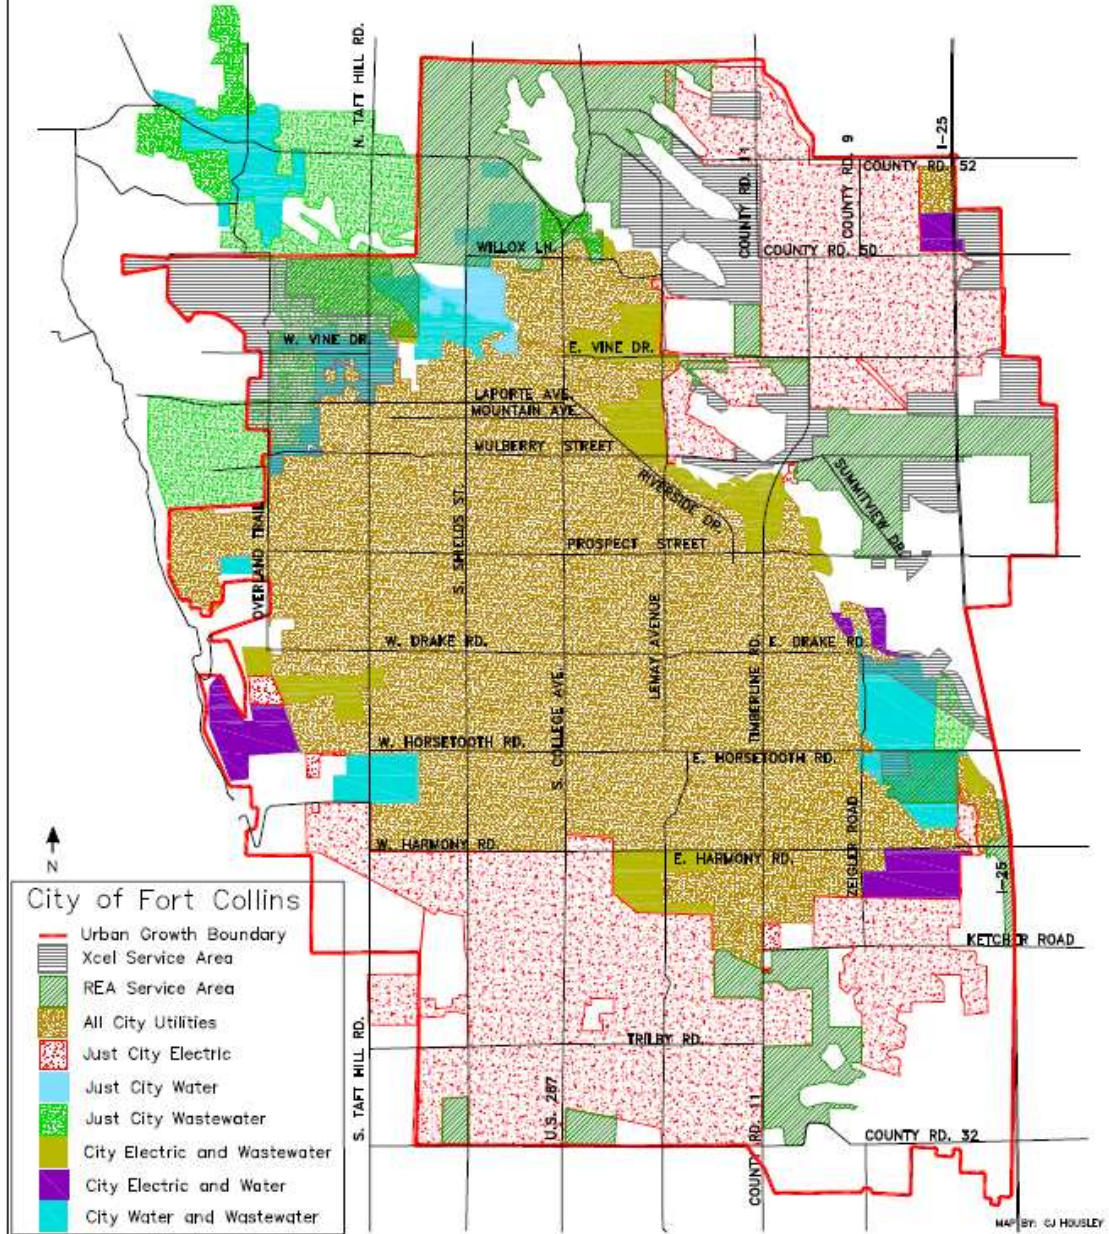 N. TAFT HILL RD.
I-25
COUNTY RD. 11
COUNTY RD. 9
COUNTY RD. 52
WILLOX LN.
COUNTY RD. 50
W. VINE DR.
E. VINE DR.
LAPORTE AVE.
MOUNTAIN AVE.
MULBERRY STREET
RIVERSIDE DR.
SUMMITVIEW DR.
OVERLAND TRAIL
S. SHIELDS ST.
PROSPECT STREET
W. DRAKE RD.
LEMAY AVENUE
TIMBERLINE RD.
E. DRAKE RD
S. COLLEGE AVE.
W. HORSETOOTH RD.
E. HORSETOOTH RD.
ZEIGLER ROAD
W. HARMONY RD.
E. HARMONY RD.
I-25
N
KETCHER ROAD
S. TAFT HILL RD.
TRILBY RD.
U.S. 287
COUNTY RD. 11
COUNTY RD. 32
City of Fort Collins
Urban Growth Boundary
Xcel Service Area
REA Service Area
All City Utilities
Just City Electric
Just City Water
Just City Wastewater
City Electric and Wastewater
City Electric and Water
City Water and Wastewater
MAP BY: CJ HOUSLEY